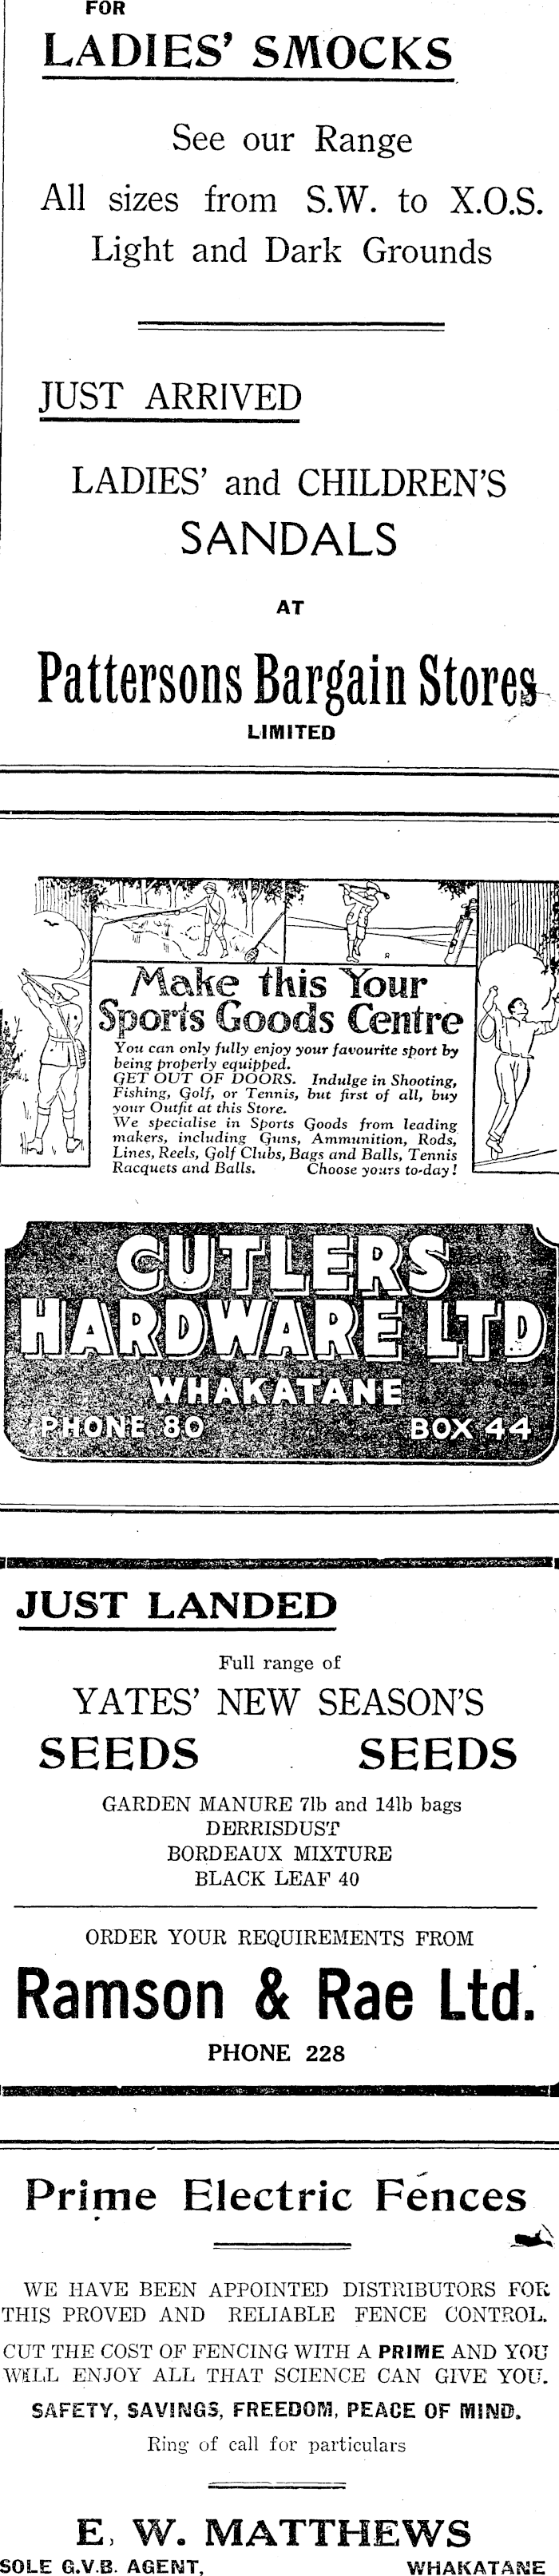 FOR
LADIES' SMOCKS
See our Range
All sizes from S.W. to X.O.S.
Light and Dark Grounds
JUST ARRIVED
LADIES' and CHILDREN'S
SANDALS
AT
Pattersons Bargain Stores
LIMITED
Make this Your
Sports Goods Centre
You can only fully enjoy your favourite sport by
being properly equipped.
GET OUT OF DOORS. Indulge in Shooting,
Fishing, Golf, or Tennis, but first of all, buy
your Outfit at this Store.
We specialise in Sports Goods from leading
makers, including Guns, Ammunition, Rods,
Lines, Reels, Golf Clubs, Bags and Balls, Tennis
Racquets and Balls. Choose yours to-day!
CUTLERS
HARDWARE LTD
WHAKATANE
PHONE 80 BOX 44
JUST LANDED
Full range of
YATES' NEW SEASON'S
SEEDS SEEDS
GARDEN MANURE 7lb and 14lb bags
DERRISDUST
BORDEAUX MIXTURE
BLACK LEAF 40
ORDER YOUR REQUIREMENTS FROM
Ramson & Rae Ltd.
PHONE 228
Prime Electric Fences
WE HAVE BEEN APPOINTED DISTRIBUTORS FOR
THIS PROVED AND RELIABLE FENCE CONTROL.
CUT THE COST OF FENCING WITH A PRIME AND YOU
WILL ENJOY ALL THAT SCIENCE CAN GIVE YOU.
SAFETY, SAVINGS, FREEDOM, PEACE OF MIND.
Ring of call for particulars
E. W. MATTHEWS
SOLE G.V.B. AGENT, WHAKATANE